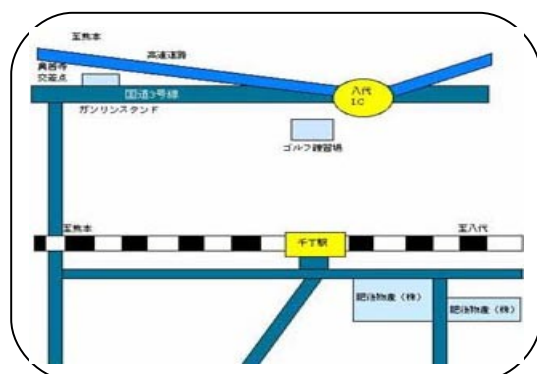 至熊本
高速道路
興善寺
交差点
国道3号線
ガソリンスタンド
八代
IC
ゴルフ練習場
至熊本
千丁駅
至八代
肥後物産（株）
肥後物産（株）